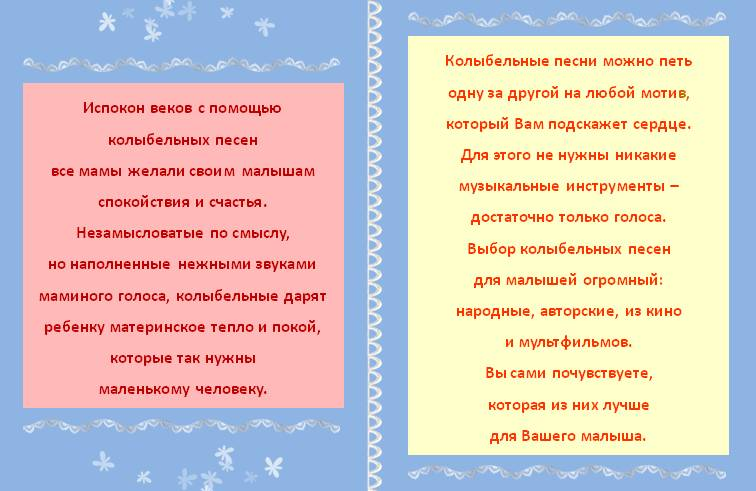 Испокон веков с помощью
колыбельных песен
все мамы желали своим малышам
спокойствия и счастья.
Незамысловатые по смыслу,
но наполненные нежными звуками
маминого голоса, колыбельные дарят
ребенку материнское тепло и покой,
которые так нужны
маленькому человеку.
Колыбельные песни можно петь
одну за другой на любой мотив,
который Вам подскажет сердце.
Для этого не нужны никакие
музыкальные инструменты –
достаточно только голоса.
Выбор колыбельных песен
для малышей огромный:
народные, авторские, из кино
и мультфильмов.
Вы сами почувствуете,
которая из них лучше
для Вашего малыша.